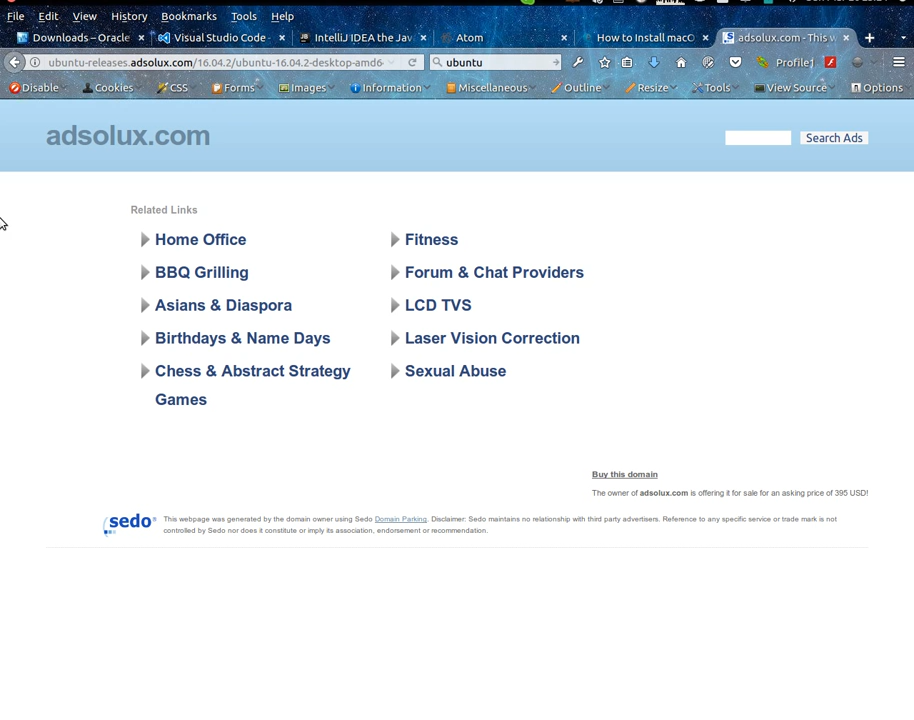 File Edit View History Bookmarks Tools Help
Downloads – Oracle × Visual Studio Code - × IntelliJ IDEA the Jav × Atom × How to Install macO × adsolux.com - This w ×
ubuntu-releases.adsolux.com/16.04.2/ubuntu-16.04.2-desktop-amd6 ubuntu
Disable Cookies CSS Forms Images Information Miscellaneous Outline Resize Tools View Source Options
adsolux.com
Search Ads
Related Links
Home Office
Fitness
BBQ Grilling
Forum & Chat Providers
Asians & Diaspora
LCD TVS
Birthdays & Name Days
Laser Vision Correction
Chess & Abstract Strategy
Games
Sexual Abuse
Buy this domain
The owner of adsolux.com is offering it for sale for an asking price of 395 USD!
sedo® This webpage was generated by the domain owner using Sedo Domain Parking. Disclaimer: Sedo maintains no relationship with third party advertisers. Reference to any specific service or trade mark is not
controlled by Sedo nor does it constitute or imply its association, endorsement or recommendation.